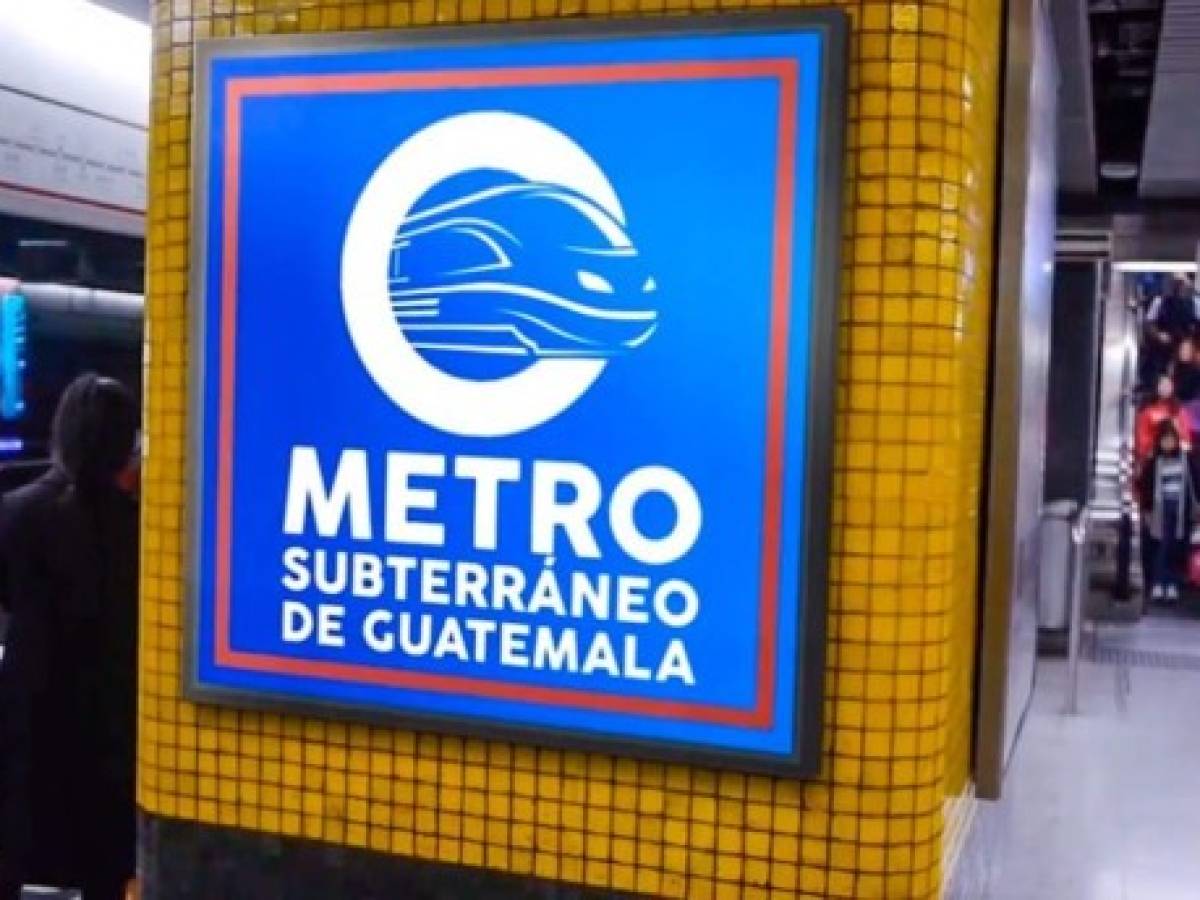 METRO
SUBTERRÁNEO
DE GUATEMALA